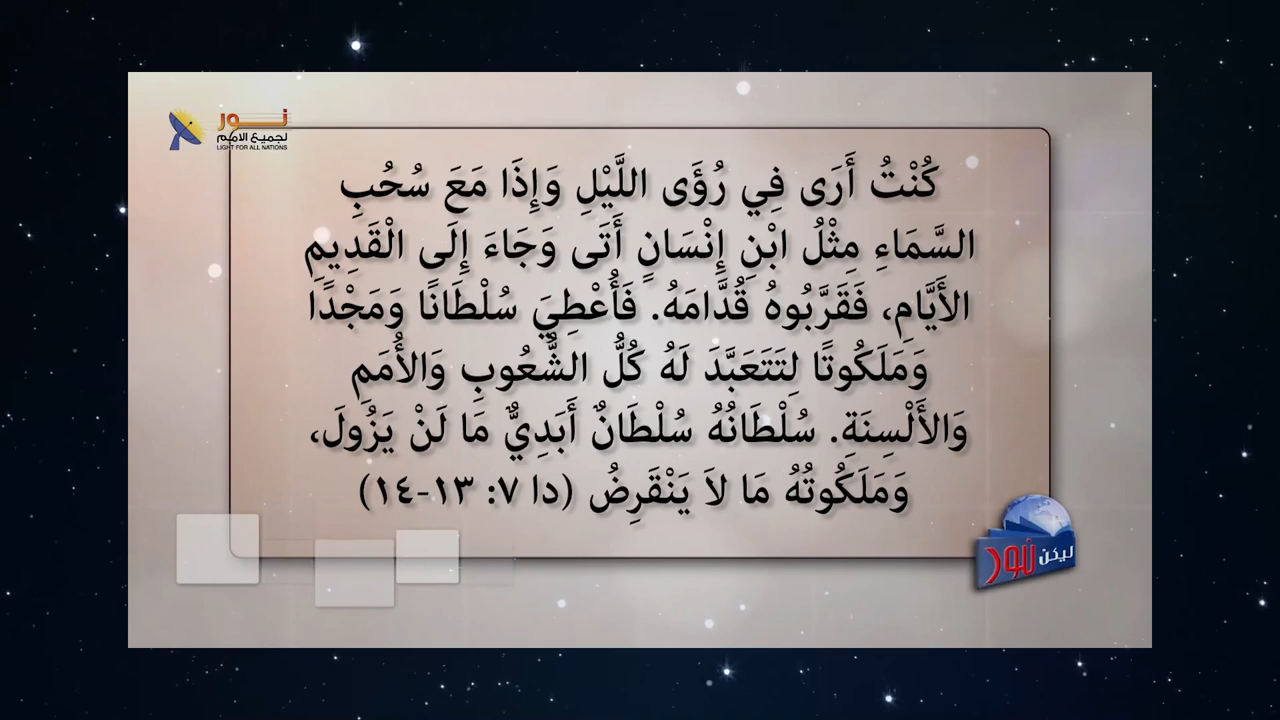 نور
لجميع الامم
LIGHT FOR ALL NATIONS
كُنْتُ أَرَى فِي رُؤَى اللَّيْلِ وَإِذَا مَعَ سُحُبِ
السَّمَاءِ مِثْلُ ابْنِ إِنْسَانٍ أَتَى وَجَاءَ إِلَى الْقَدِيمِ
الأَيَّامِ، فَقَرَّبُوهُ قُدَّامَهُ. فَأُعْطِيَ سُلْطَانًا وَمَجْدًا
وَمَلَكُوتًا لِتَتَعَبَّدَ لَهُ كُلُّ الشُّعُوبِ وَالأُمَمِ
وَالأَلْسِنَةِ. سُلْطَانُهُ سُلْطَانٌ أَبَدِيٌّ مَا لَنْ يَزُولَ،
وَمَلَكُوتُهُ مَا لاَ يَنْقَرِضُ (دا ٧: ١٣-١٤)
ليكن نور